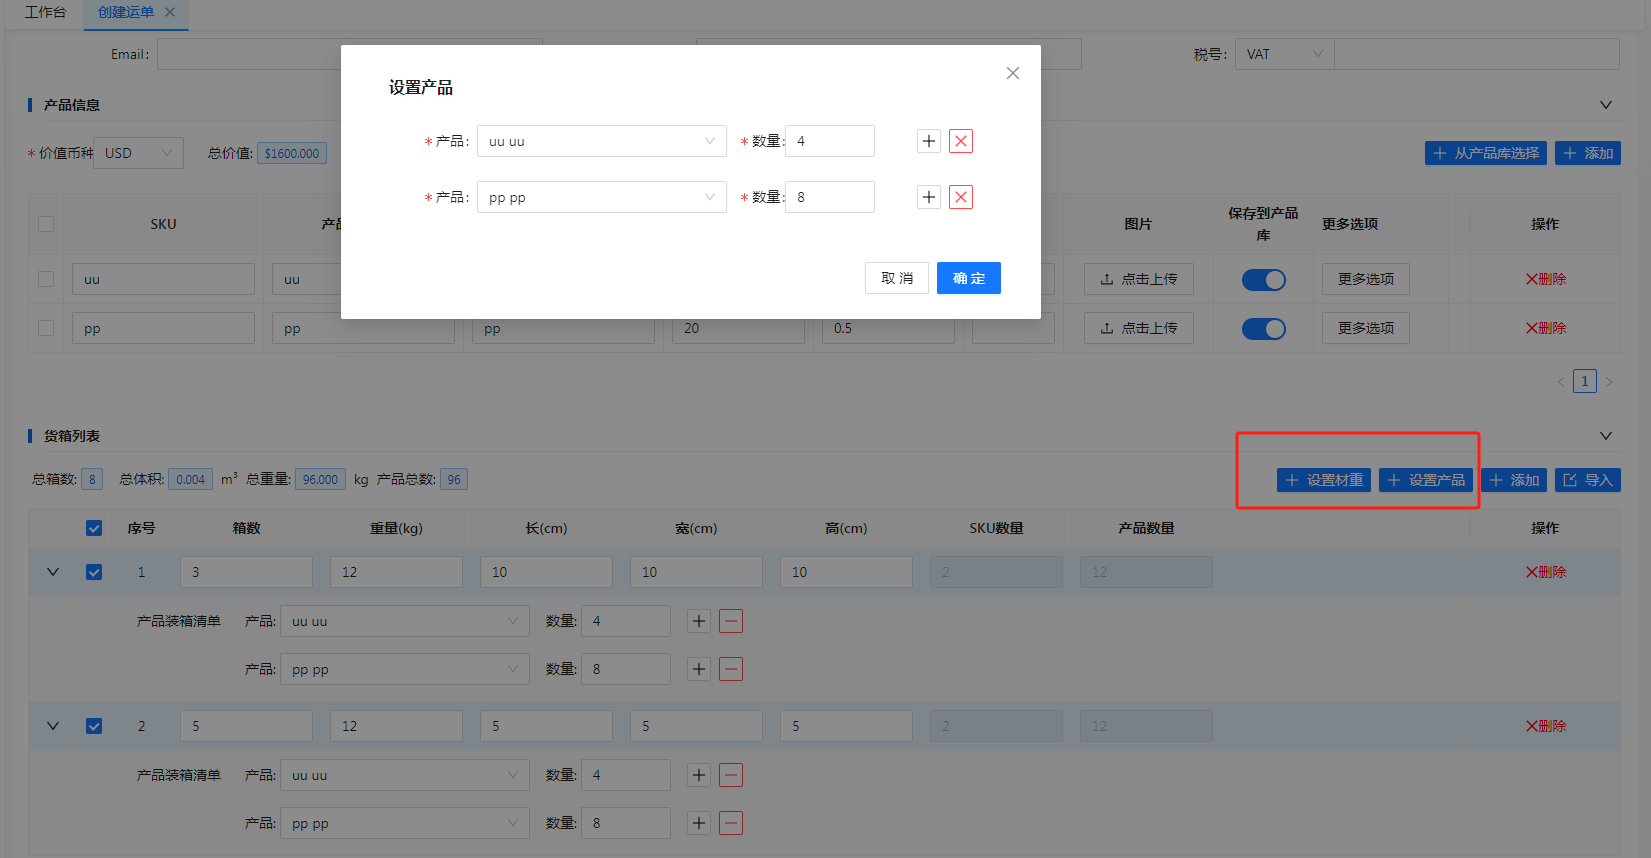 工作台 创建运单
Email: 税号: VAT
设置产品
* 产品: uu uu * 数量: 4
* 产品: pp pp * 数量: 8
取 消 确 定
产品信息
* 价值币种 USD 总价值: $1600.000 从产品库选择 添加
SKU 图片 保存到产品库 更多选项 操作
uu uu 点击上传 更多选项 删除
pp pp pp 20 0.5 点击上传 更多选项 删除
< 1 >
货箱列表
总箱数: 8 总体积: 0.004 m³ 总重量: 96.000 kg 产品总数: 96 设置材重 设置产品 添加 导入
序号 箱数 重量(kg) 长(cm) 宽(cm) 高(cm) SKU数量 产品数量 操作
1 3 12 10 10 10 2 12 删除
产品装箱清单 产品: uu uu 数量: 4
产品: pp pp 数量: 8
2 5 12 5 5 5 2 12 删除
产品装箱清单 产品: uu uu 数量: 4
产品: pp pp 数量: 8